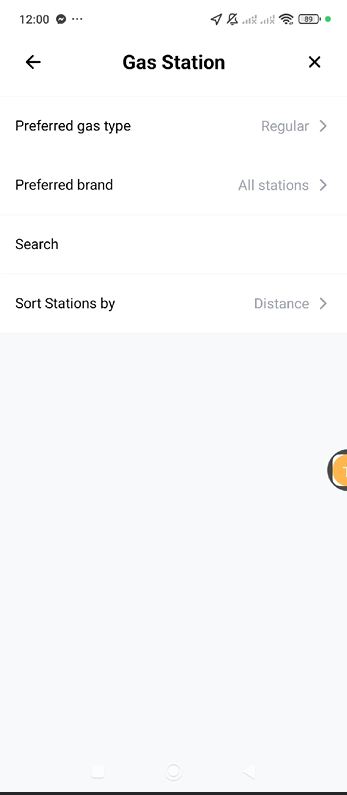 12:00
89
Gas Station
Preferred gas type Regular
Preferred brand All stations
Search
Sort Stations by Distance